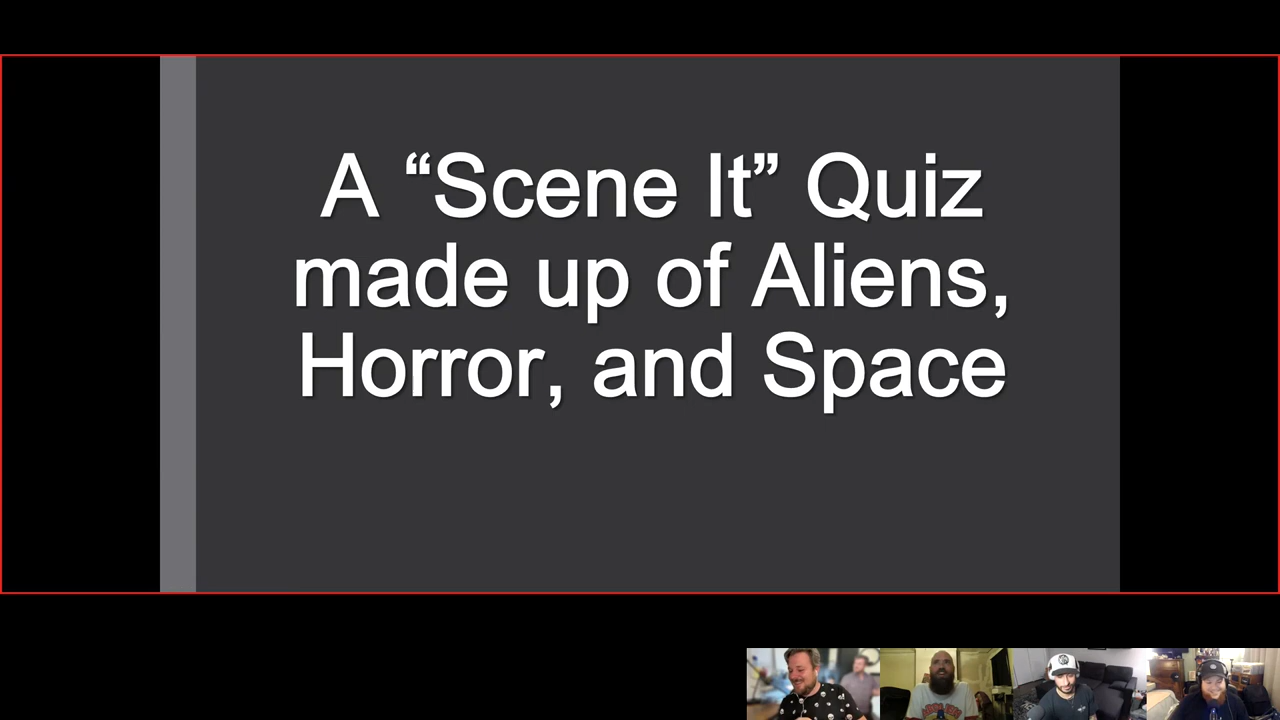 A “Scene It” Quiz
made up of Aliens,
Horror, and Space